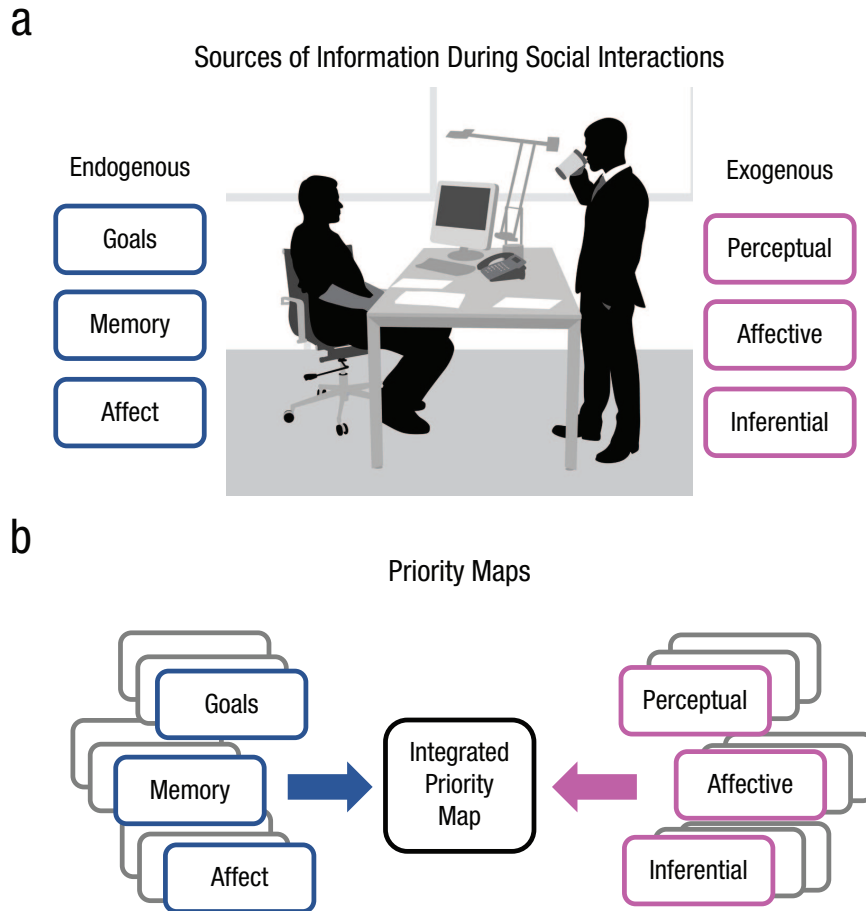 a
Sources of Information During Social Interactions
Endogenous
Goals
Memory
Affect
Exogenous
Perceptual
Affective
Inferential
b
Priority Maps
Goals
Memory
Affect
Integrated
Priority
Map
Perceptual
Affective
Inferential